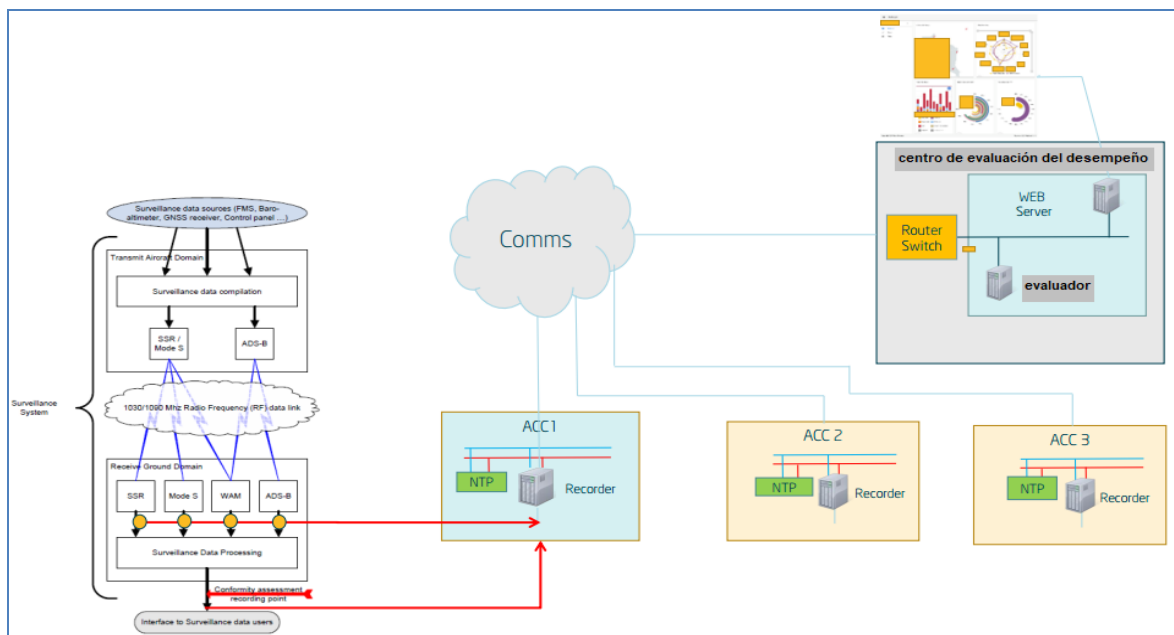 centro de evaluación del desempeño
WEB
Server
Router
Switch
evaluador
Comms
Surveillance data sources (FMS, Baro-
altimeter, GNSS receiver, Control panel ....)
Transmit Aircraft Domain
Surveillance data compilation
SSR /
Mode S
ADS-B
Surveillance
System
1030/1090 Mhz Radio Frequency (RF) data link
Receive Ground Domain
SSR
Mode S
WAM
ADS-B
Surveillance Data Processing
Conformity assessment
recording point
Interface to Surveillance data users
ACC1
NTP
Recorder
ACC 2
NTP
Recorder
ACC 3
NTP
Recorder